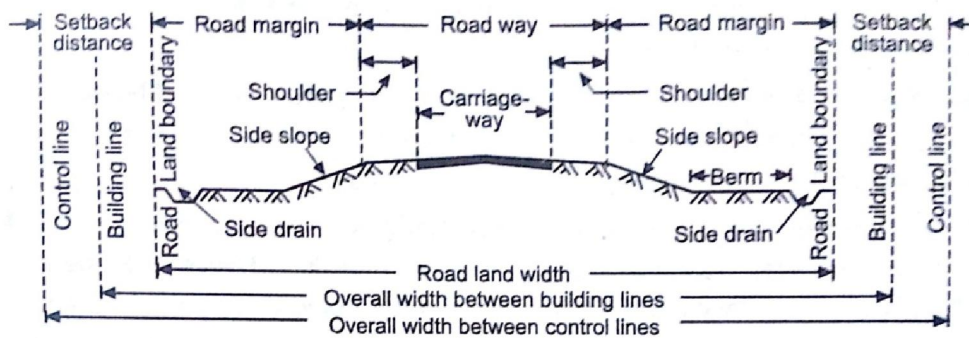 Setback distance
Road margin
Road way
Road margin
Setback distance
Shoulder
Carriage-way
Shoulder
Side slope
Side slope
Berm
Control line
Building line
Road Land boundary
Side drain
Side drain
Road Land boundary
Building line
Control line
Road land width
Overall width between building lines
Overall width between control lines